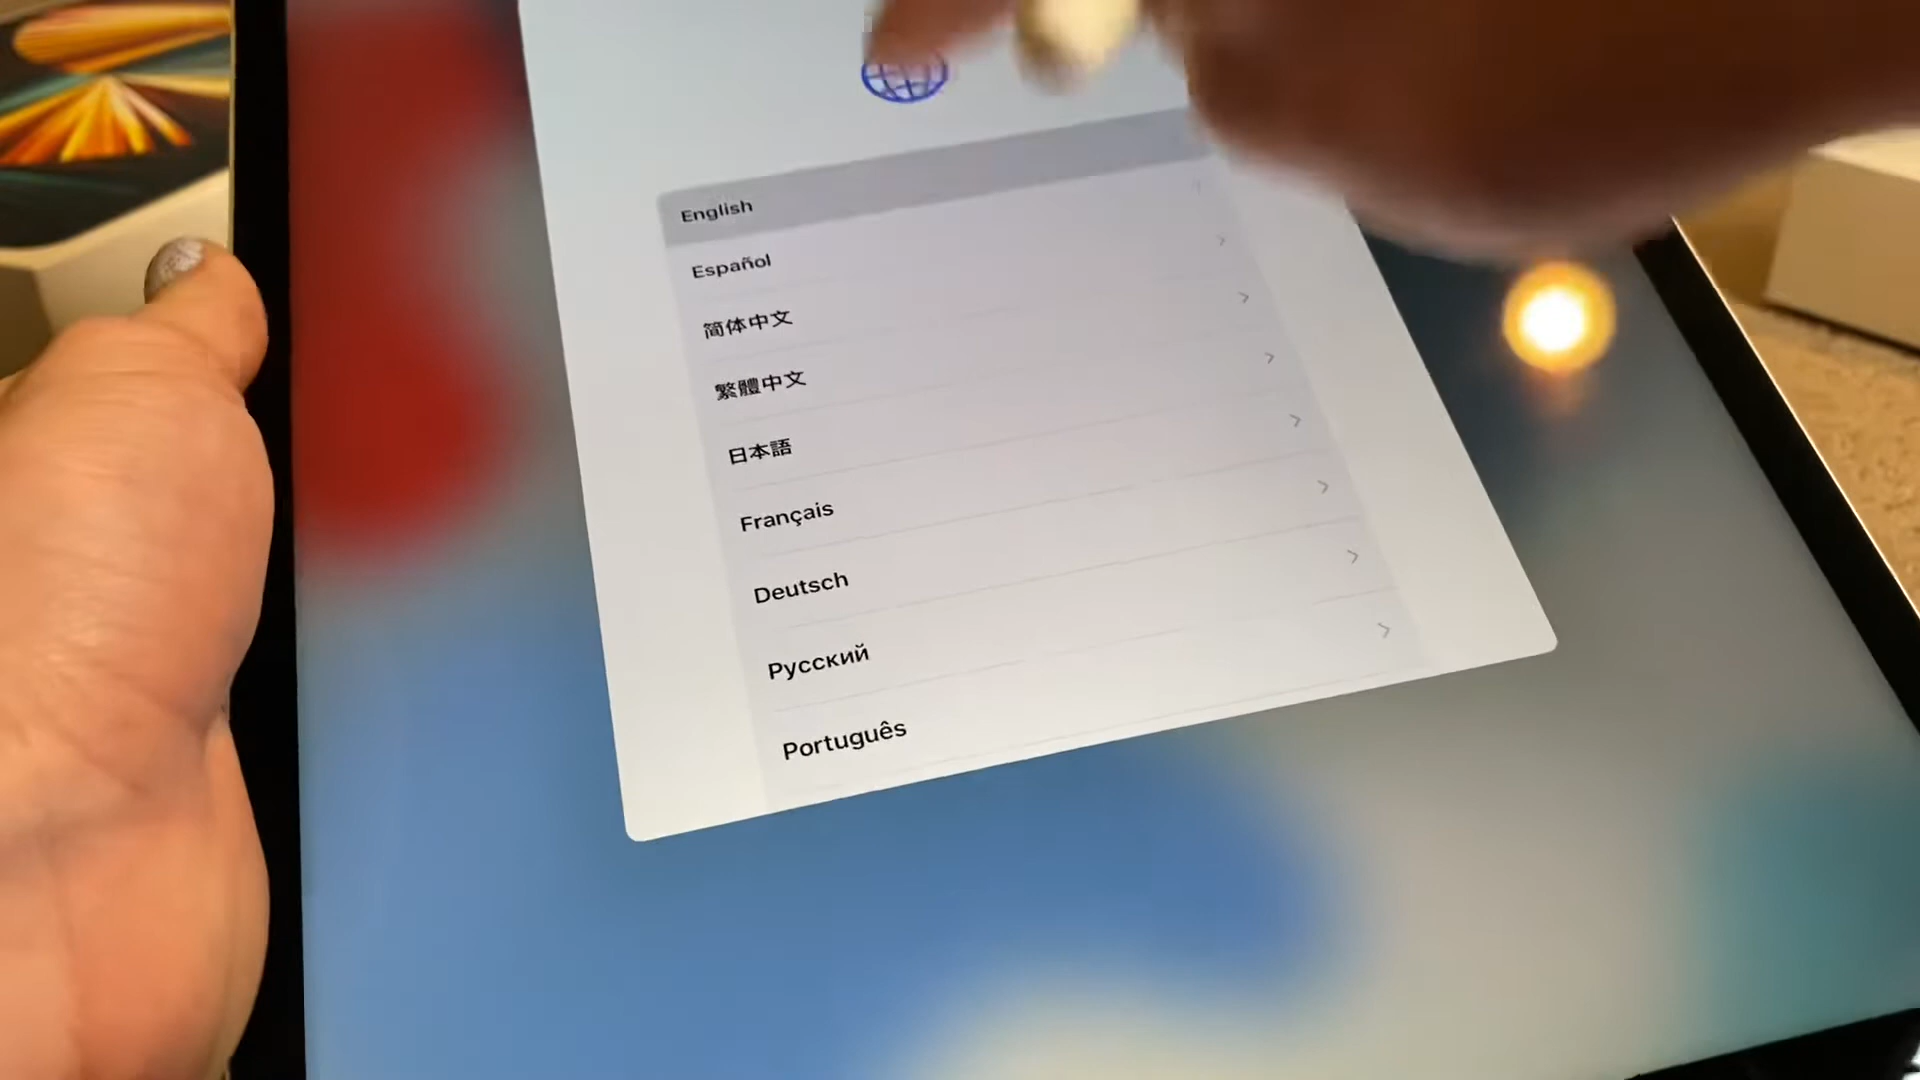 English
Español
简体中文
繁體中文
日本語
Français
Deutsch
Русский
Português